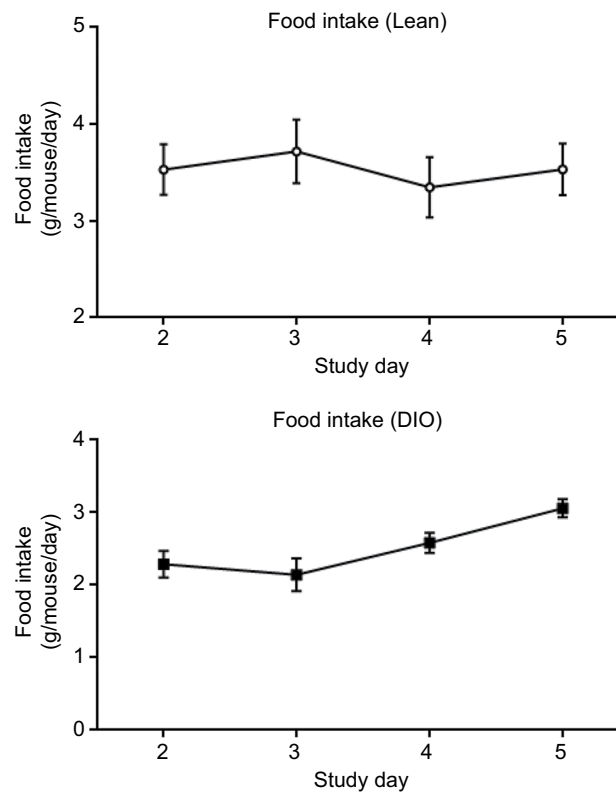 Food intake (Lean)
Food intake
(g/mouse/day)
5
4
3
2
2 3 4 5
Study day
Food intake (DIO)
Food intake
(g/mouse/day)
4
3
2
1
0
2 3 4 5
Study day